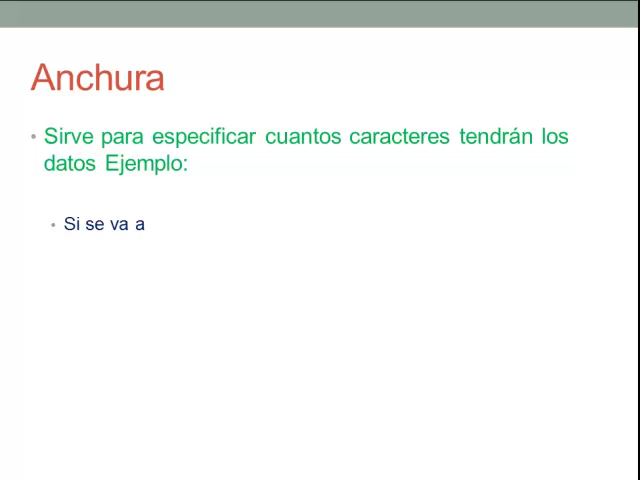 Anchura
• Sirve para especificar cuantos caracteres tendrán los
datos Ejemplo:
• Si se va a